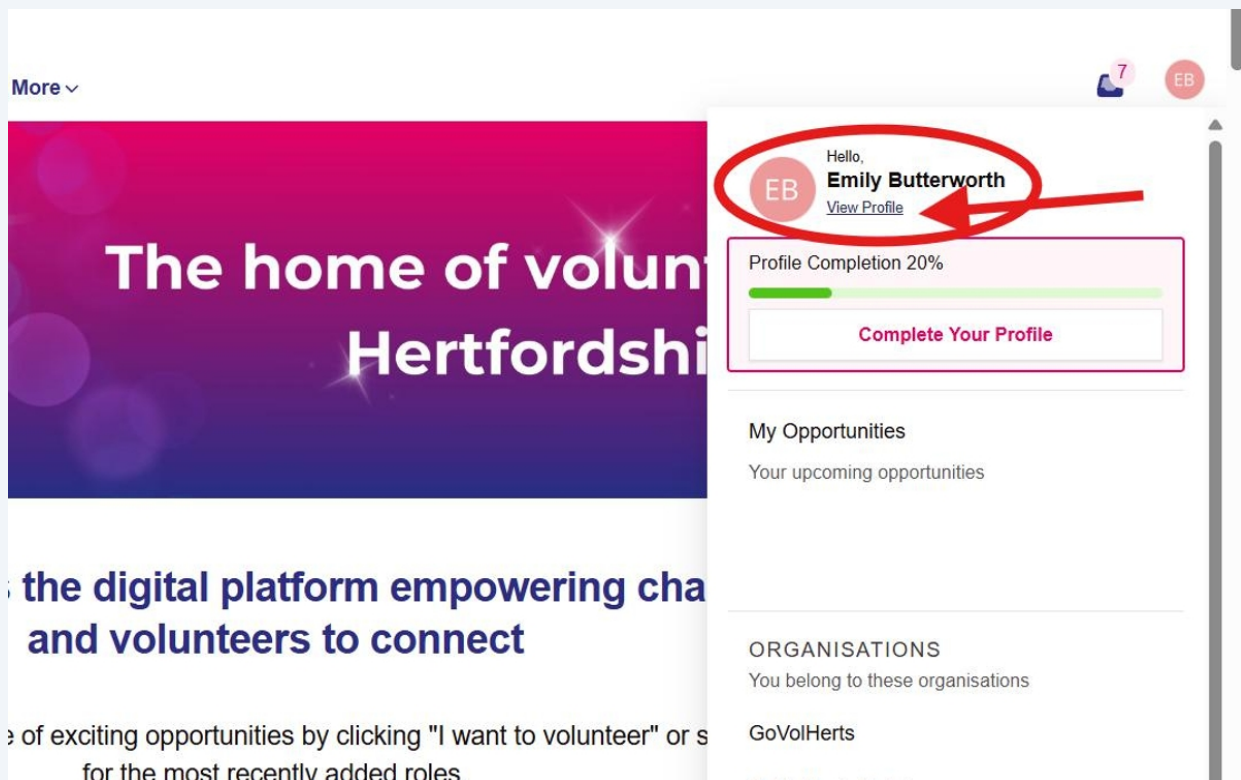 More
7
EB
Hello,
EB
Emily Butterworth
View Profile
The home of volun
Hertfordshi
Profile Completion 20%
Complete Your Profile
My Opportunities
Your upcoming opportunities
the digital platform empowering cha
and volunteers to connect
ORGANISATIONS
You belong to these organisations
of exciting opportunities by clicking "I want to volunteer" or s
for the most recently added roles
GoVolHerts